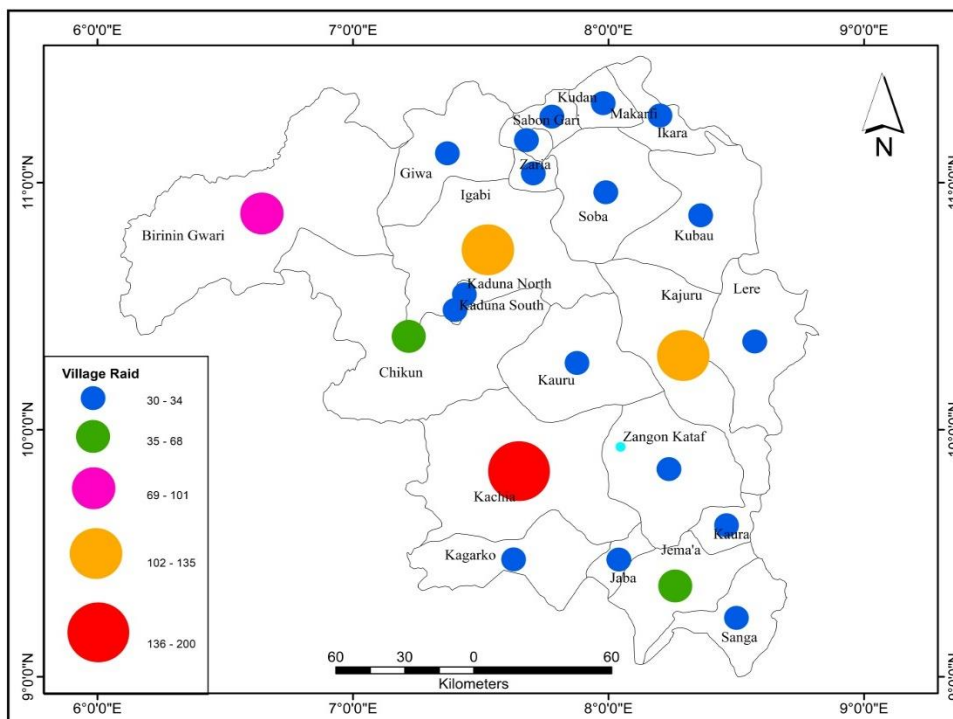 6°0'0"E 7°0'0"E 8°0'0"E 9°0'0"E
Kudan
Makarfi
Sabon Gari
Ikara
N
Zaria
Giwa
11°0'0"N 11°0'0"N
Igabi
Soba
Birinin Gwari
Kubau
Kaduna North
Kajuru
Lere
Kaduna South
Chikun
Kauru
Village Raid
30 - 34
35 - 68
69 - 101
102 - 135
136 - 200
10°0'0"N 10°0'0"N
Zangon Kataf
Kachia
Kaura
Kagarko
Jema'a
Jaba
Sanga
60 30 0 60
Kilometers
9°0'0"N 9°0'0"N
6°0'0"E 7°0'0"E 8°0'0"E 9°0'0"E